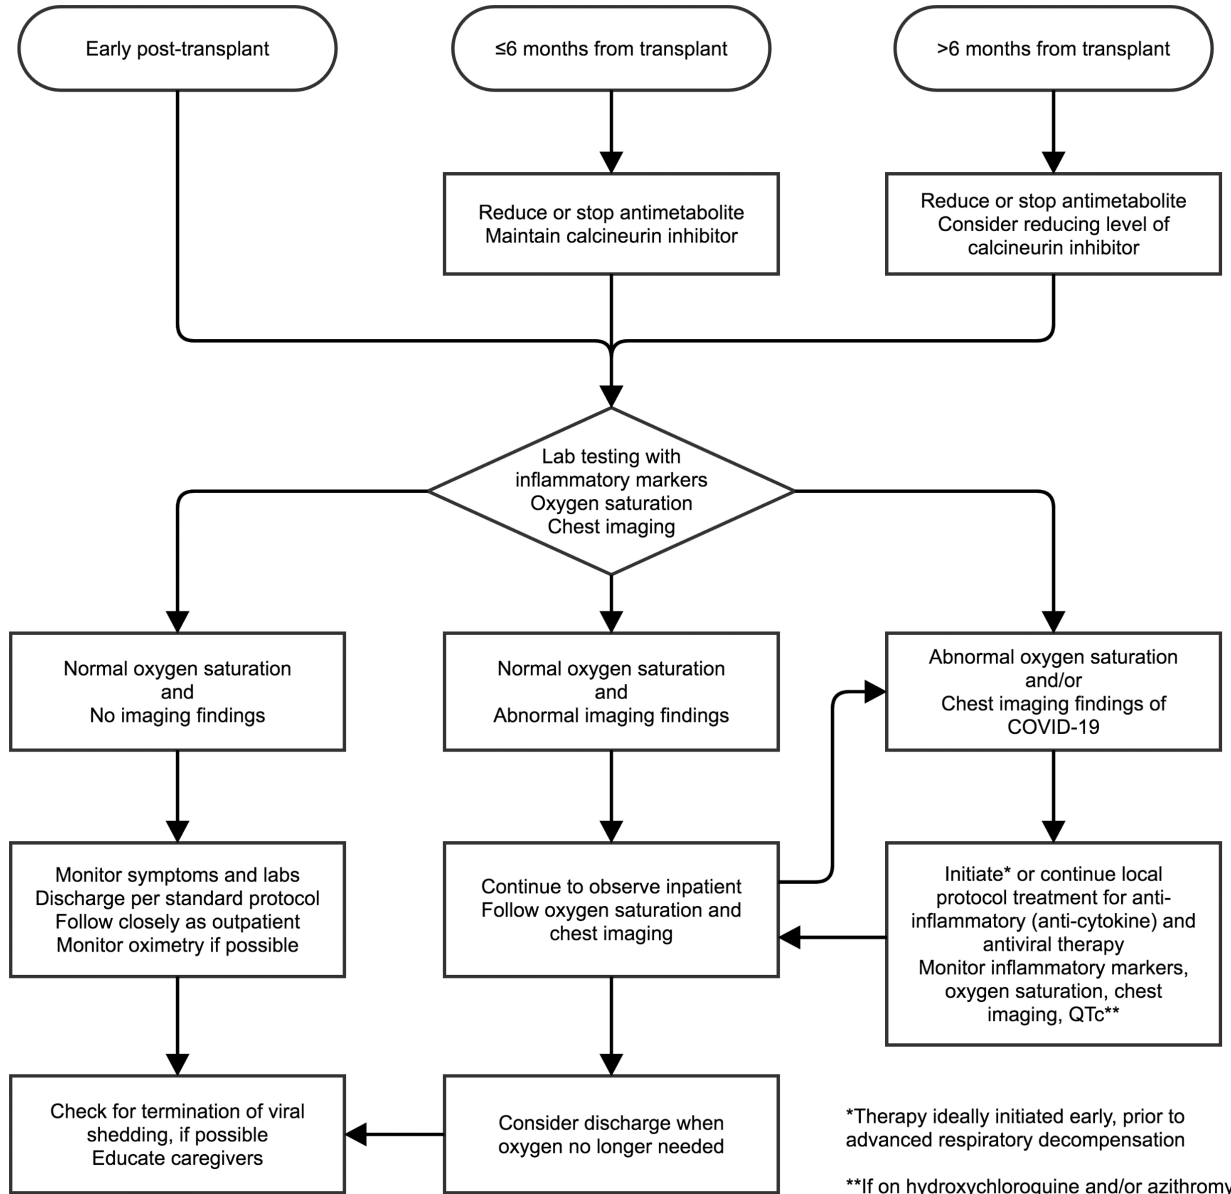 Early post-transplant
≤6 months from transplant
>6 months from transplant
Reduce or stop antimetabolite
Maintain calcineurin inhibitor
Reduce or stop antimetabolite
Consider reducing level of
calcineurin inhibitor
Lab testing with
inflammatory markers
Oxygen saturation
Chest imaging
Normal oxygen saturation
and
No imaging findings
Normal oxygen saturation
and
Abnormal imaging findings
Abnormal oxygen saturation
and/or
Chest imaging findings of
COVID-19
Monitor symptoms and labs
Discharge per standard protocol
Follow closely as outpatient
Monitor oximetry if possible
Continue to observe inpatient
Follow oxygen saturation and
chest imaging
Initiate* or continue local
protocol treatment for anti-
inflammatory (anti-cytokine) and
antiviral therapy
Monitor inflammatory markers,
oxygen saturation, chest
imaging, QTc**
Check for termination of viral
shedding, if possible
Educate caregivers
Consider discharge when
oxygen no longer needed
*Therapy ideally initiated early, prior to
advanced respiratory decompensation
**If on hydroxychloroquine and/or